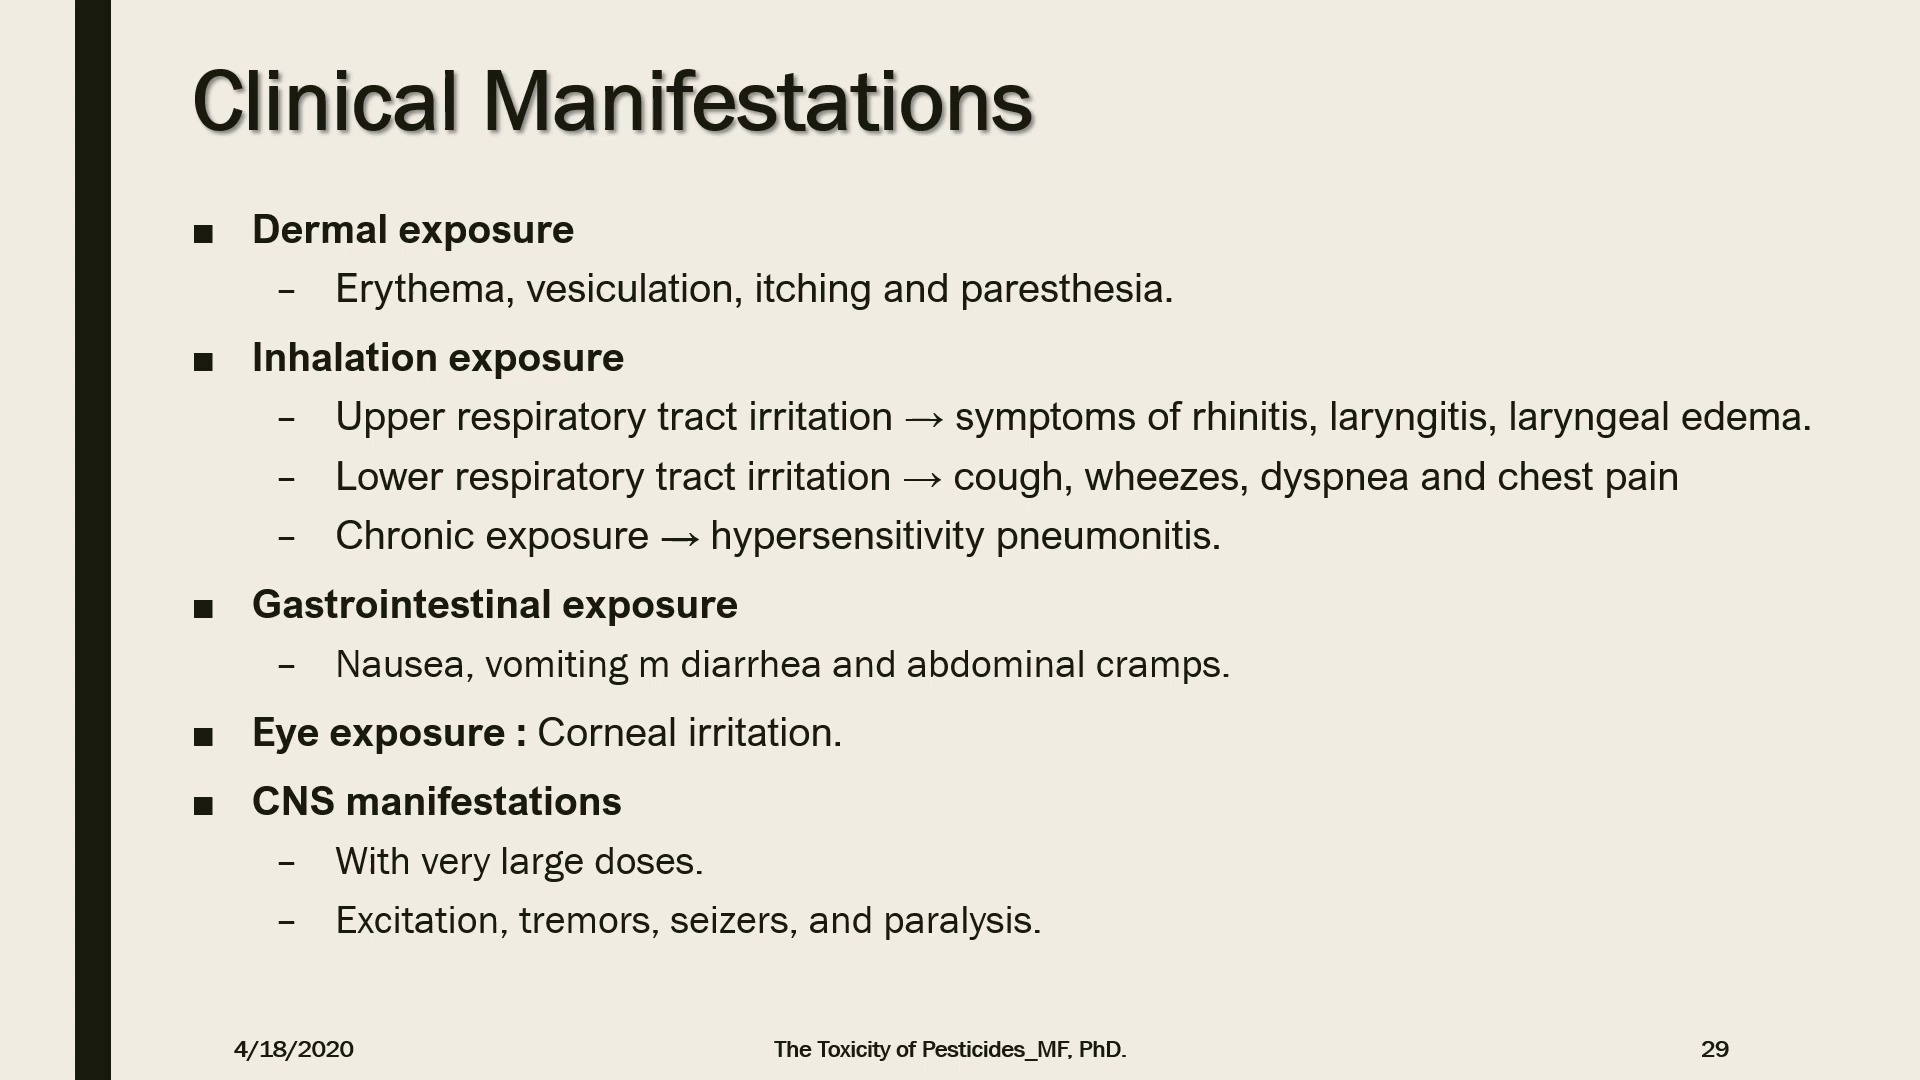 Clinical Manifestations
■ Dermal exposure
– Erythema, vesiculation, itching and paresthesia.
■ Inhalation exposure
– Upper respiratory tract irritation → symptoms of rhinitis, laryngitis, laryngeal edema.
– Lower respiratory tract irritation → cough, wheezes, dyspnea and chest pain
– Chronic exposure → hypersensitivity pneumonitis.
■ Gastrointestinal exposure
– Nausea, vomiting m diarrhea and abdominal cramps.
■ Eye exposure : Corneal irritation.
■ CNS manifestations
– With very large doses.
– Excitation, tremors, seizers, and paralysis.
4/18/2020 The Toxicity of Pesticides_MF, PhD. 29